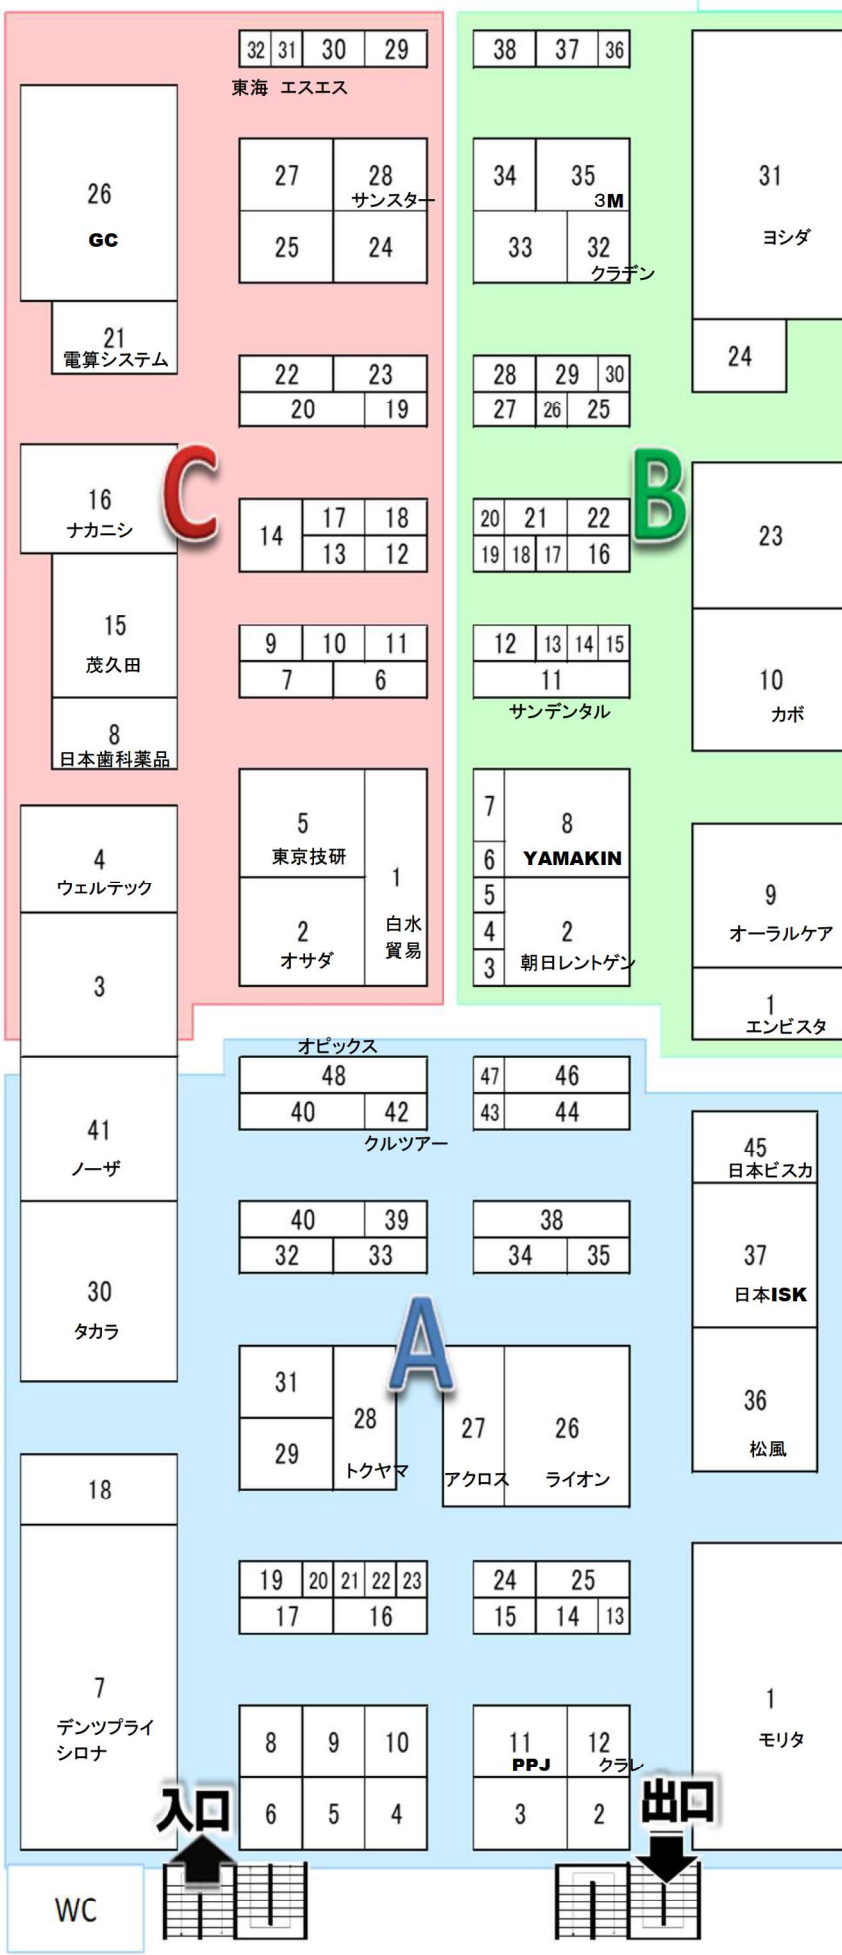 32 31 30 29
東海 エスエス
26
GC
27 28
サンスター
25 24
21
電算システム
22 23
20 19
C
16
ナカニシ
14 17 18
13 12
15
茂久田
9 10 11
7 6
8
日本歯科薬品
5
東京技研
1
白水
貿易
4
ウェルテック
2
オサダ
3
38 37 36
34 35
3M
33 32
クラデン
31
ヨシダ
24
28 29 30
27 26 25
B
20 21 22
19 18 17 16
23
12 13 14 15
11
サンデンタル
10
カボ
7
8
YAMAKIN
6
5
4
2
朝日レントゲン
3
9
オーラルケア
1
エンビスタ
オピックス
48
40 42
クルツアー
47 46
43 44
41
ノーザ
45
日本ビスカ
40 39
32 33
38
34 35
37
日本ISK
30
タカラ
A
31
28
トクヤマ
29
27
アクロス
26
ライオン
36
松風
18
19 20 21 22 23
17 16
24 25
15 14 13
7
デンツプライ
シロナ
8 9 10
6 5 4
11
PPJ
12
クラレ
3 2
1
モリタ
入口
出口
WC